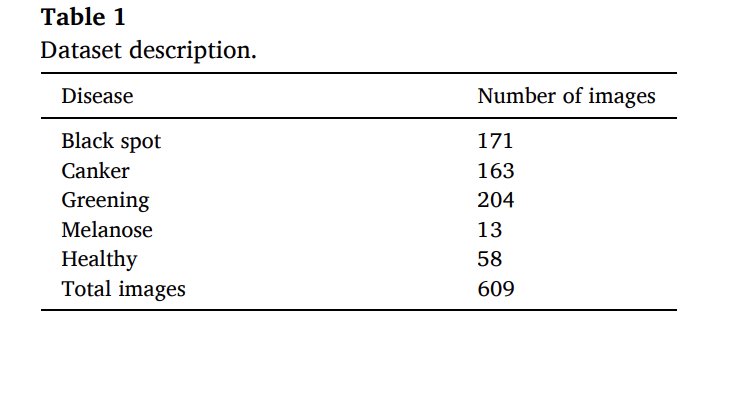 Table 1
Dataset description.
Disease Number of images
Black spot 171
Canker 163
Greening 204
Melanose 13
Healthy 58
Total images 609